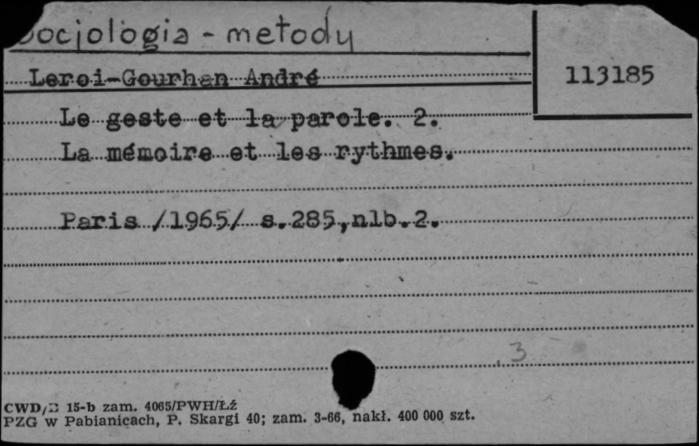 Socjologia - metody
Leroi-Gourhan André
113185
Le geste et la parole. 2.
La mémoire et les rythmes.
Paris /1965/ s.285,nlb.2.
3
CWD/B 15-b zam. 4065/PWH/Łź
PZG w Pabianicach, P. Skargi 40; zam. 3-66, nakł. 400 000 szt.